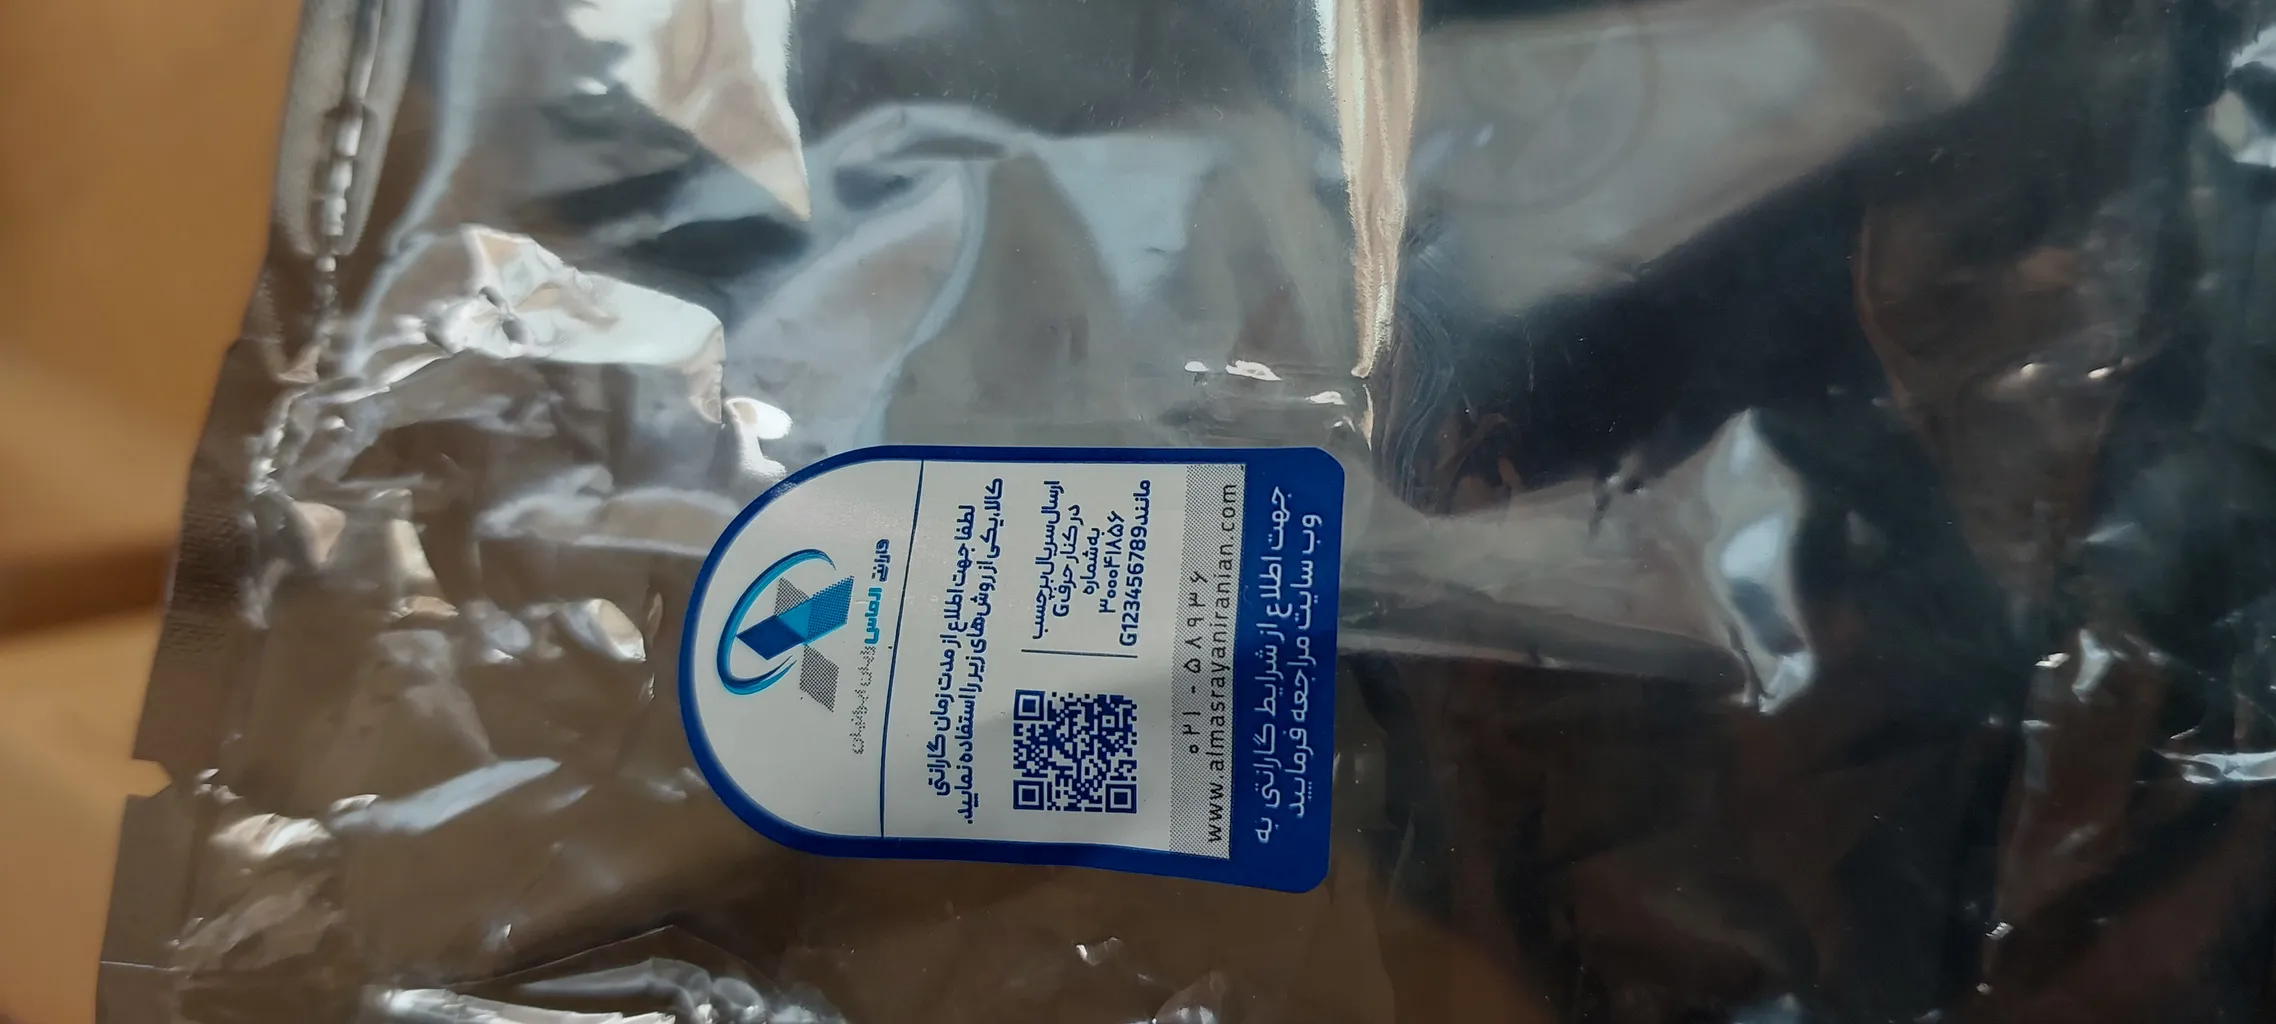 گارانتی الماس رایان ایرانیان
لطفا جهت اطلاع از مدت زمان گارانتی
کالا، یکی از روش‌های زیر را استفاده نمایید.
ارسال سریال برچسب
در کنار حرف G
به شماره
۳۰۰۰۴۱۸۵۶
مانند G123456789
۰۲۱ - ۵۸۹۳۶
www.almasrayaniranian.com
جهت اطلاع از شرایط گارانتی به
وب سایت مراجعه فرمایید